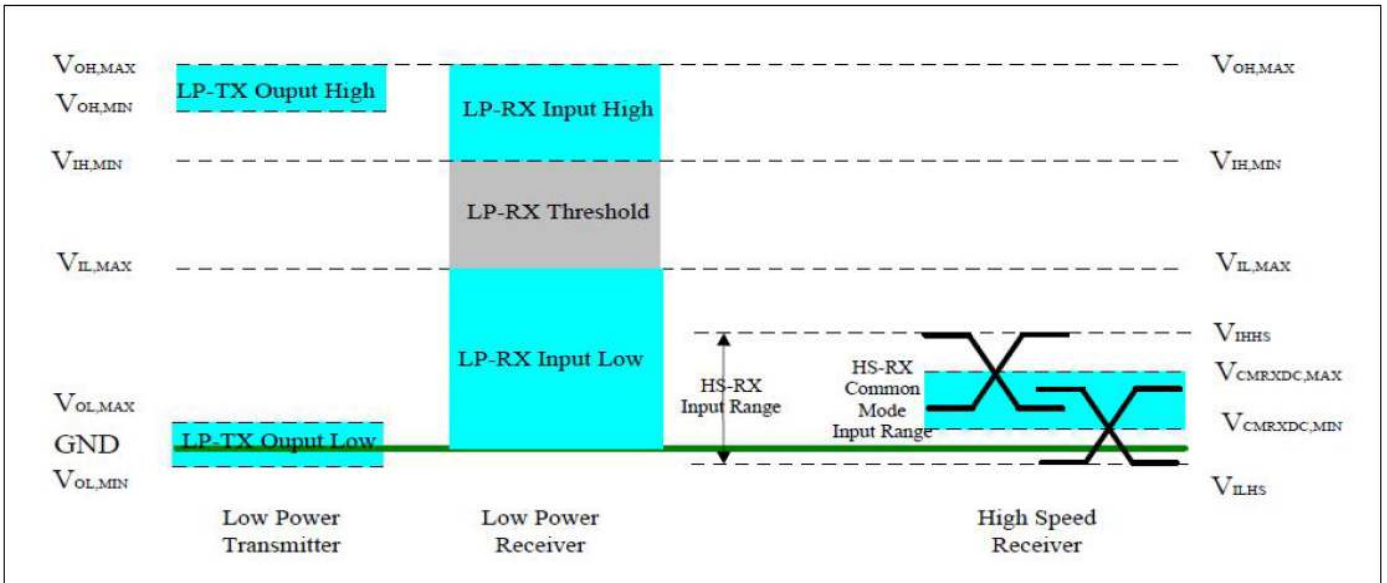 VOH,MAX
LP-TX Ouput High
VOH,MIN
VIH,MIN
VIL,MAX
VOL,MAX
GND
LP-TX Ouput Low
VOL,MIN
Low Power
Transmitter
LP-RX Input High
LP-RX Threshold
LP-RX Input Low
Low Power
Receiver
HS-RX
Input Range
HS-RX
Common
Mode
Input Range
High Speed
Receiver
VOH,MAX
VIH,MIN
VIL,MAX
VIHHS
VCMRXDC,MAX
VCMRXDC,MIN
VILHS